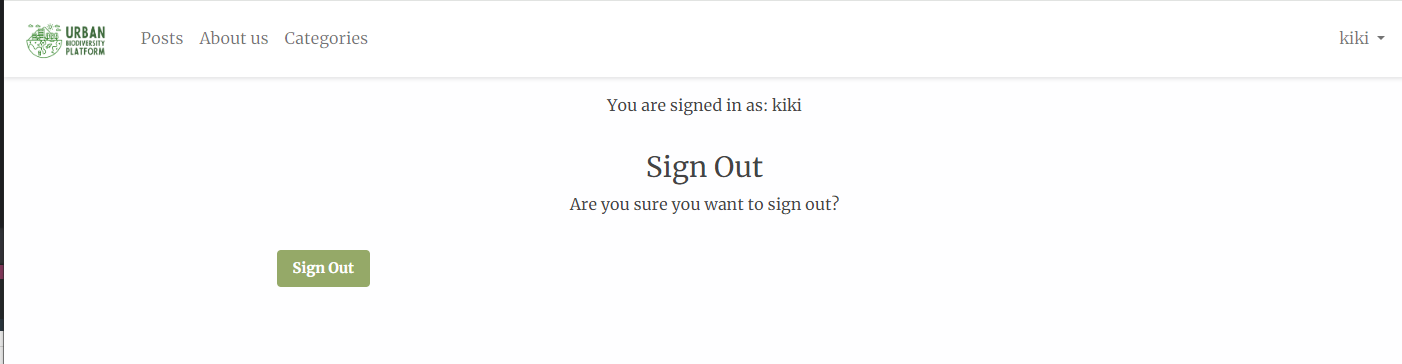 URBAN
BIODIVERSITY
PLATFORM
Posts About us Categories
kiki
You are signed in as: kiki
Sign Out
Are you sure you want to sign out?
Sign Out